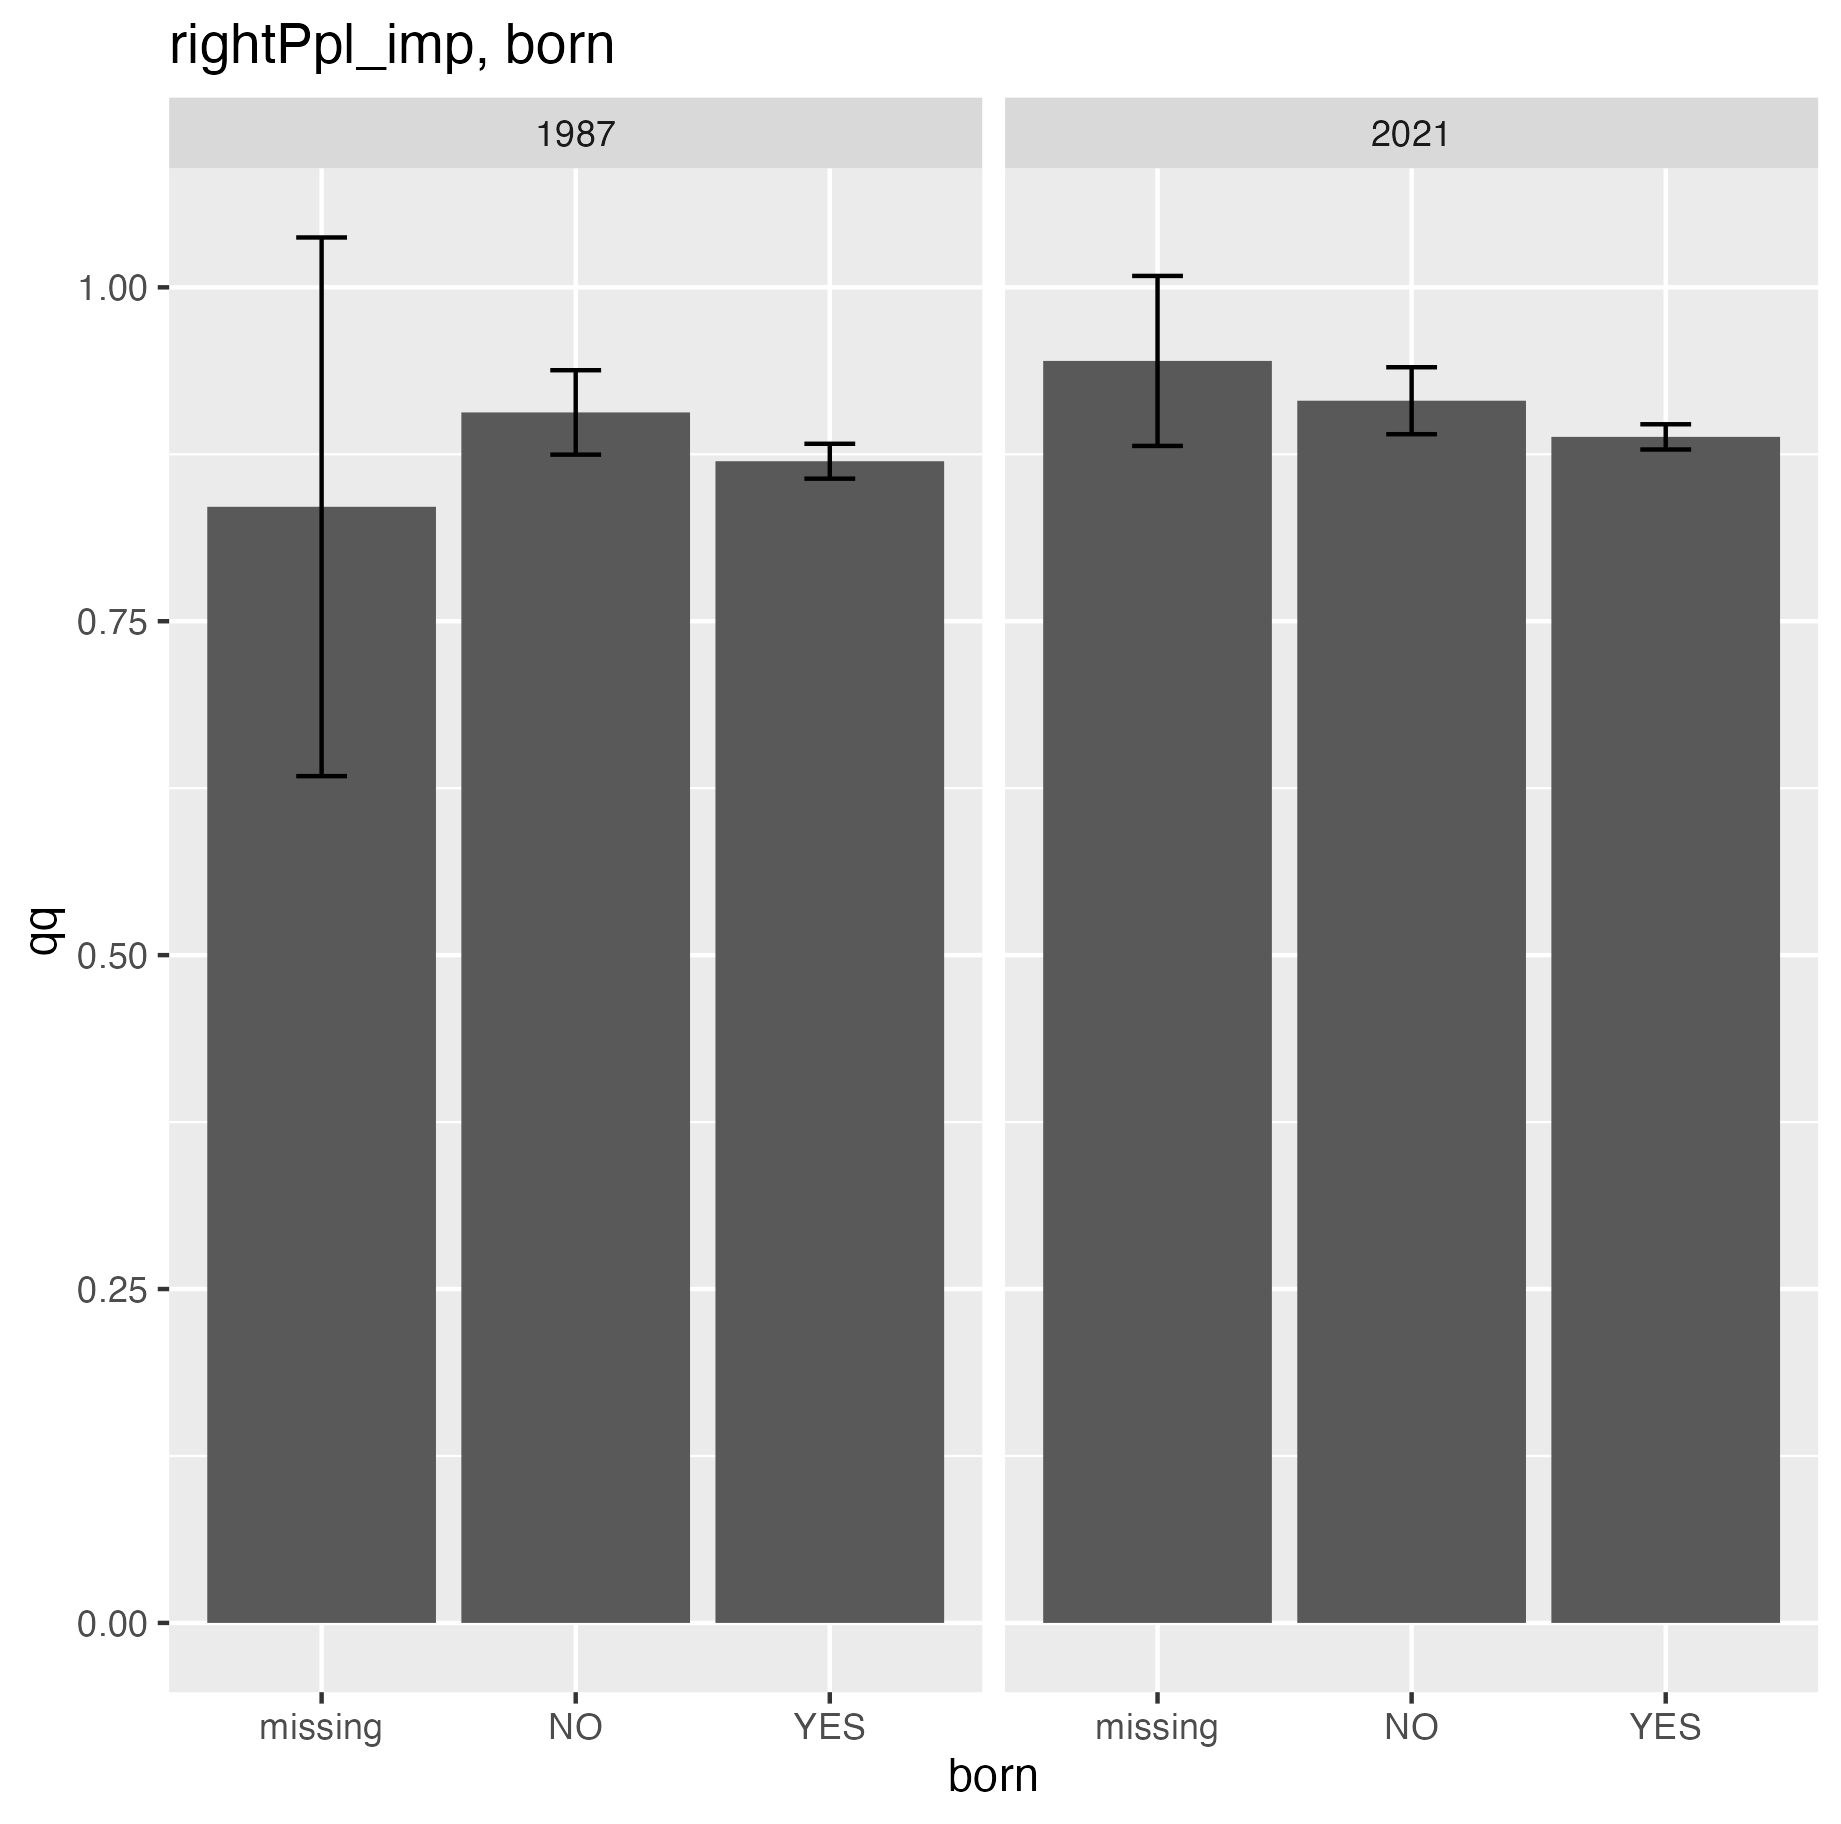 rightPpl_imp, born
1987
2021
qq
1.00
0.75
0.50
0.25
0.00
missing
NO
YES
missing
NO
YES
born